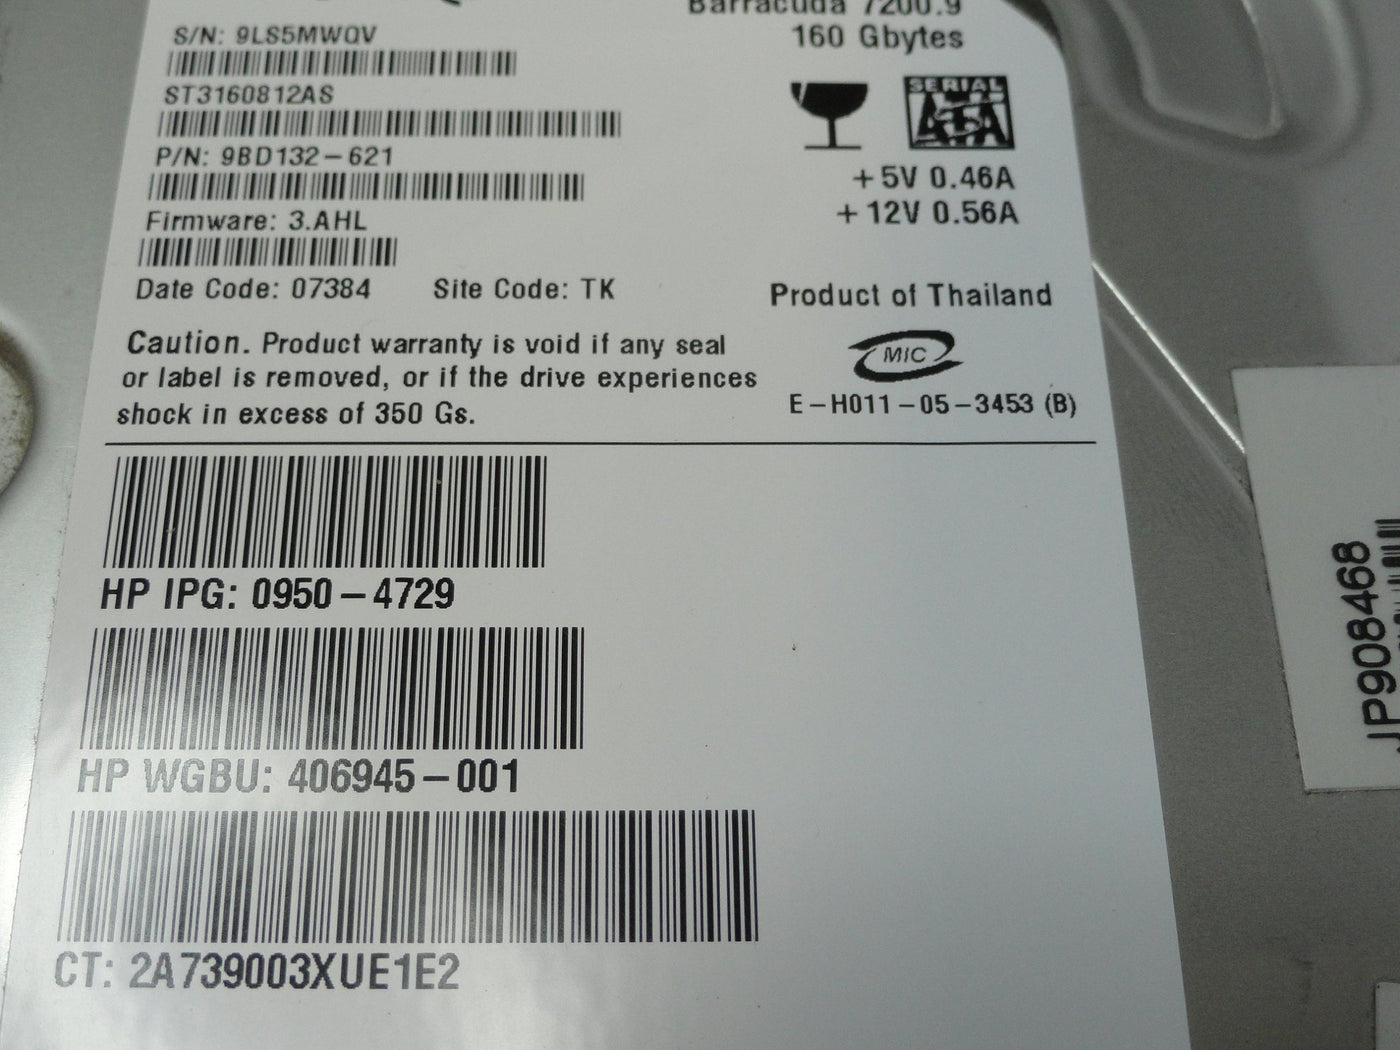 Barracuda 7200.9
160 Gbytes
S/N: 9LS5MWQV
ST3160812AS
P/N: 9BD132-621
Firmware: 3.AHL
Date Code: 07384 Site Code: TK
SERIAL
ATA
+5V 0.46A
+12V 0.56A
Product of Thailand
MIC
E-H011-05-3453 (B)
Caution. Product warranty is void if any seal
or label is removed, or if the drive experiences
shock in excess of 350 Gs.
HP IPG: 0950-4729
HP WGBU: 406945-001
CT: 2A739003XUE1E2
JP908468